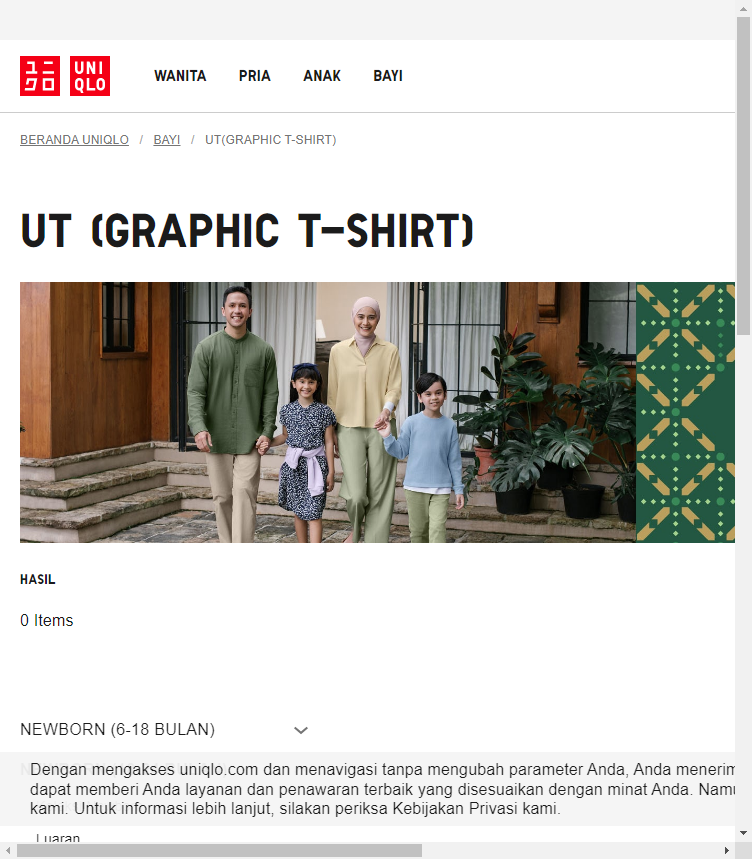 ユニ
クロ
UNI
QLO
WANITA PRIA ANAK BAYI
BERANDA UNIQLO / BAYI / UT(GRAPHIC T-SHIRT)
UT (GRAPHIC T-SHIRT)
HASIL
0 Items
NEWBORN (6-18 BULAN)
Dengan mengakses uniqlo.com dan menavigasi tanpa mengubah parameter Anda, Anda menerim
dapat memberi Anda layanan dan penawaran terbaik yang disesuaikan dengan minat Anda. Namu
kami. Untuk informasi lebih lanjut, silakan periksa Kebijakan Privasi kami.
Luaran